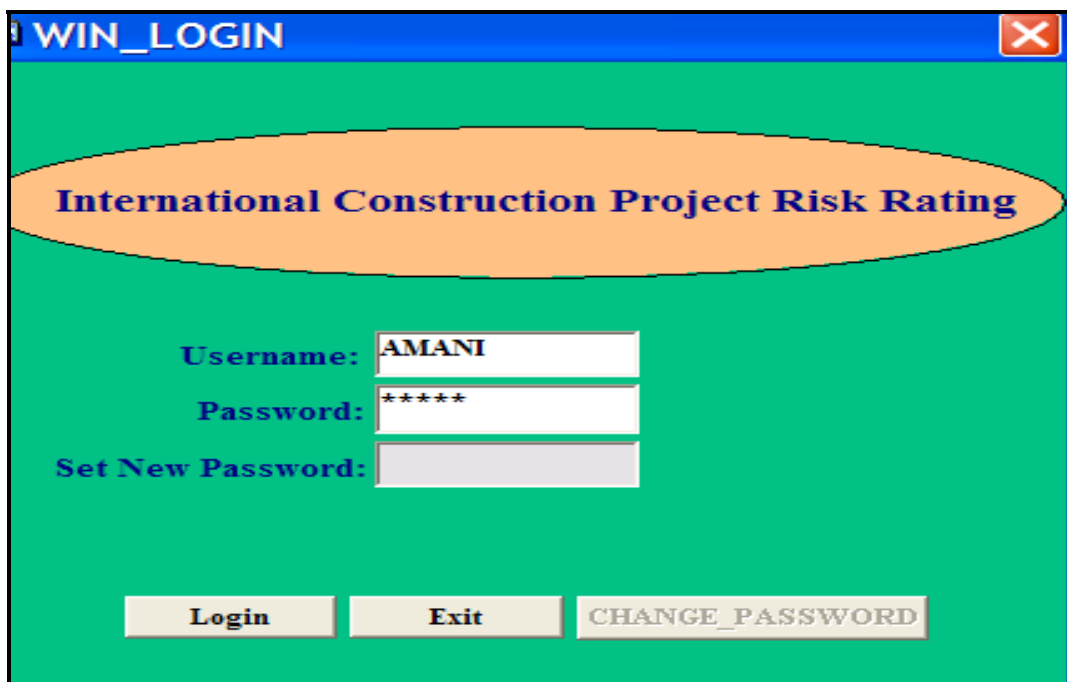 WIN_LOGIN
International Construction Project Risk Rating
Username: AMANI
Password: *****
Set New Password:
Login Exit CHANGE_PASSWORD